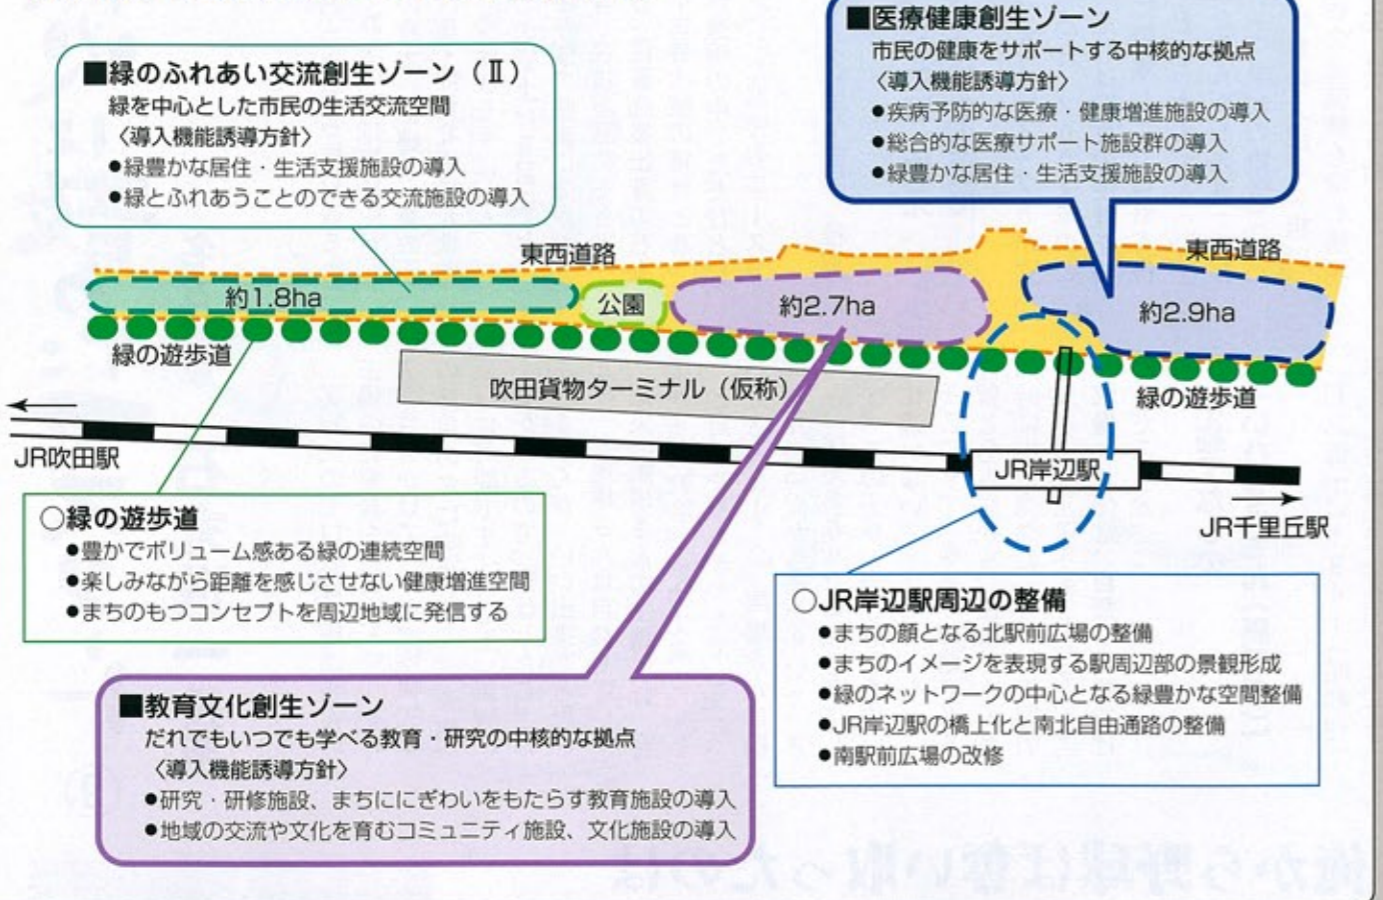 ■緑のふれあい交流創生ゾーン（Ⅱ）
緑を中心とした市民の生活交流空間
〈導入機能誘導方針〉
●緑豊かな居住・生活支援施設の導入
●緑とふれあうことのできる交流施設の導入
■医療健康創生ゾーン
市民の健康をサポートする中核的な拠点
〈導入機能誘導方針〉
●疾病予防的な医療・健康増進施設の導入
●総合的な医療サポート施設群の導入
●緑豊かな居住・生活支援施設の導入
東西道路
東西道路
約1.8ha
公園
約2.7ha
約2.9ha
緑の遊歩道
吹田貨物ターミナル（仮称）
緑の遊歩道
JR吹田駅
JR岸辺駅
JR千里丘駅
○緑の遊歩道
●豊かでボリューム感ある緑の連続空間
●楽しみながら距離を感じさせない健康増進空間
●まちのもつコンセプトを周辺地域に発信する
○JR岸辺駅周辺の整備
●まちの顔となる北駅前広場の整備
●まちのイメージを表現する駅周辺部の景観形成
●緑のネットワークの中心となる緑豊かな空間整備
●JR岸辺駅の橋上化と南北自由通路の整備
●南駅前広場の改修
■教育文化創生ゾーン
だれでもいつでも学べる教育・研究の中核的な拠点
〈導入機能誘導方針〉
●研究・研修施設、まちににぎわいをもたらす教育施設の導入
●地域の交流や文化を育むコミュニティ施設、文化施設の導入